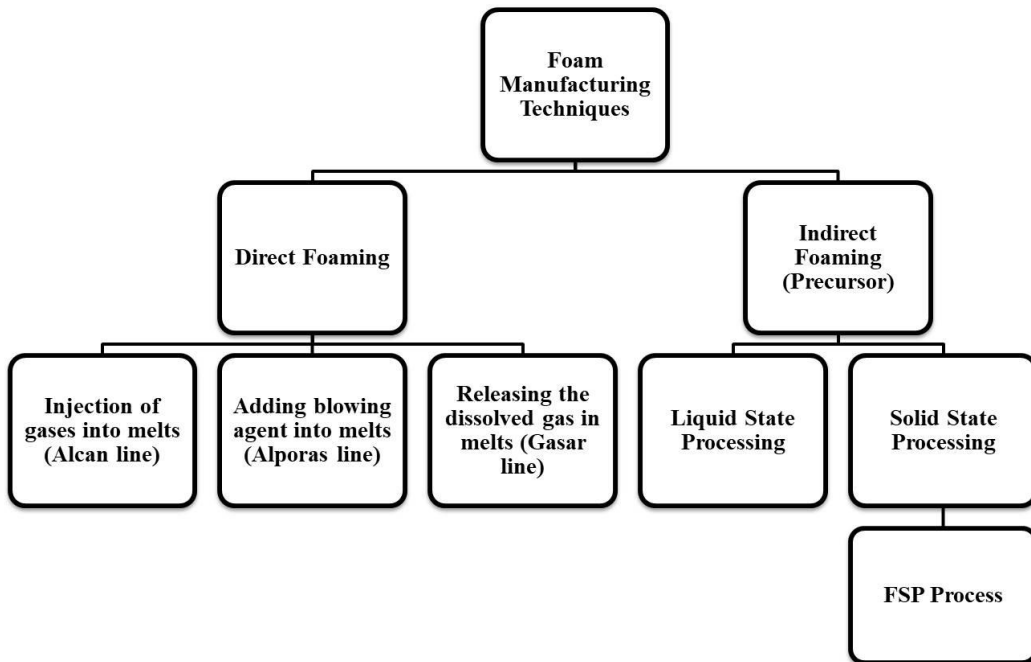 Foam
Manufacturing
Techniques
Direct Foaming
Indirect
Foaming
(Precursor)
Injection of
gases into melts
(Alcan line)
Adding blowing
agent into melts
(Alporas line)
Releasing the
dissolved gas in
melts (Gasar
line)
Liquid State
Processing
Solid State
Processing
FSP Process